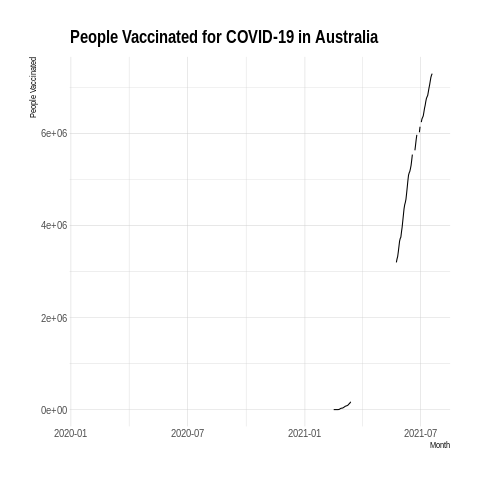 People Vaccinated for COVID-19 in Australia
People Vaccinated
6e+06
4e+06
2e+06
0e+00
2020-01 2020-07 2021-01 2021-07
Month